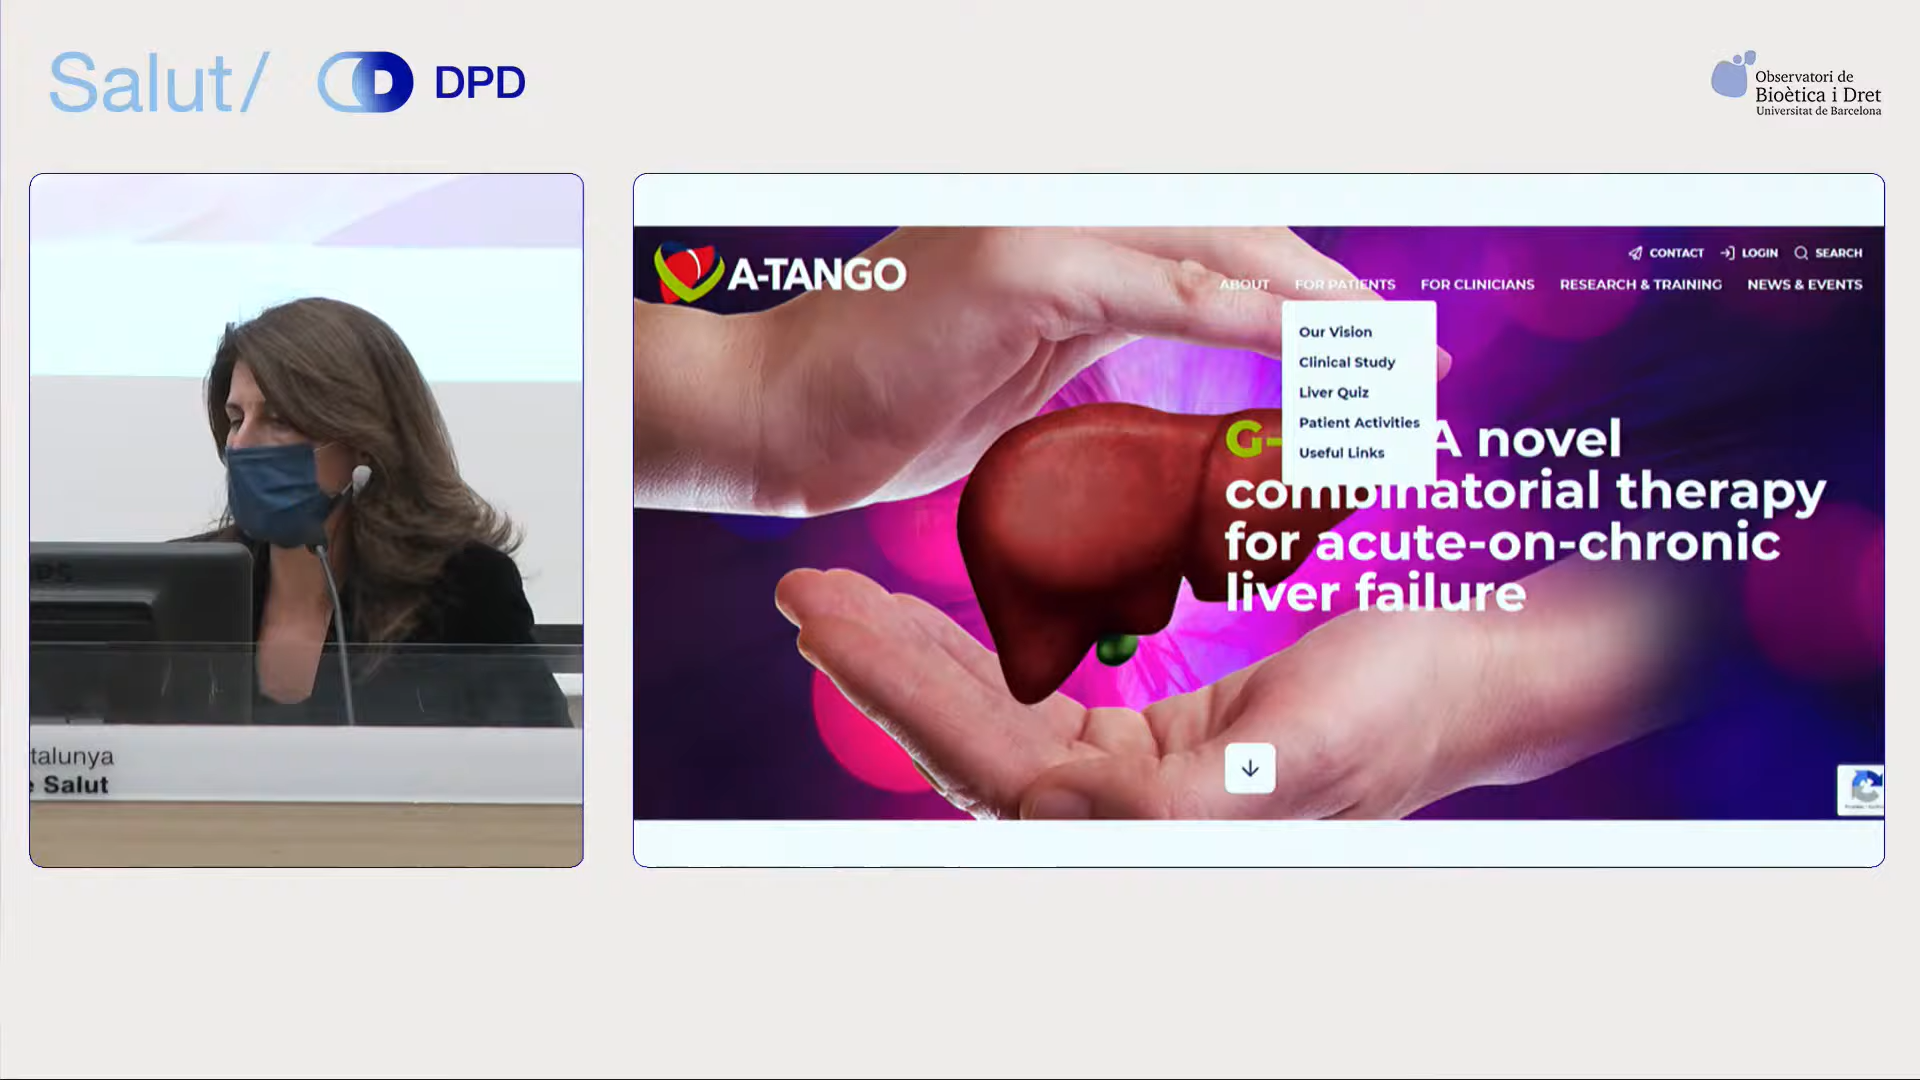 Salut/ DPD
Observatori de
Bioètica i Dret
Universitat de Barcelona
talunya
e Salut
A-TANGO
CONTACT LOGIN SEARCH
ABOUT FOR PATIENTS FOR CLINICIANS RESEARCH & TRAINING NEWS & EVENTS
Our Vision
Clinical Study
Liver Quiz
Patient Activities
Useful Links
G- A novel
combinatorial therapy
for acute-on-chronic
liver failure